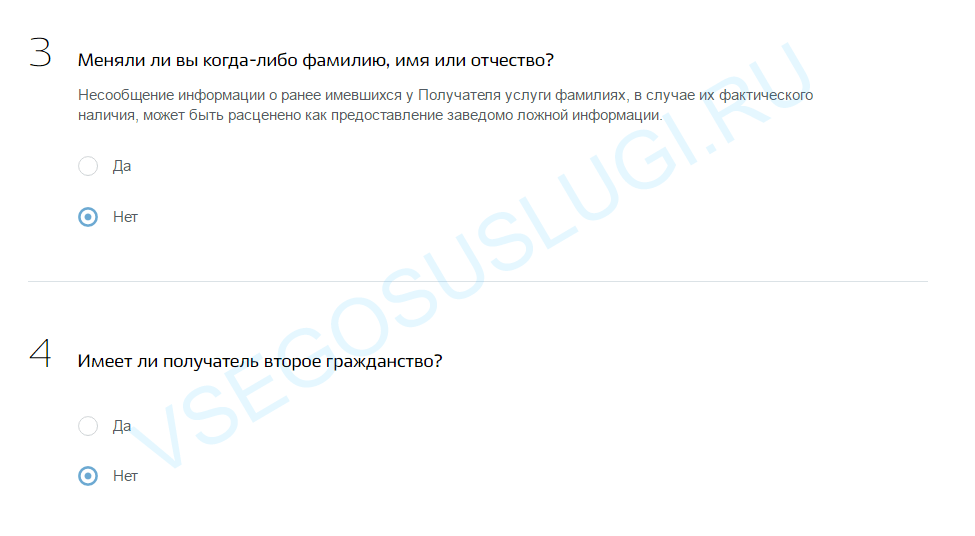 3
Меняли ли вы когда-либо фамилию, имя или отчество?
Несообщение информации о ранее имевшихся у Получателя услуги фамилиях, в случае их фактического
наличия, может быть расценено как предоставление заведомо ложной информации.
Да
Нет
4
Имеет ли получатель второе гражданство?
Да
Нет
VSEGOSUSLUGI.RU